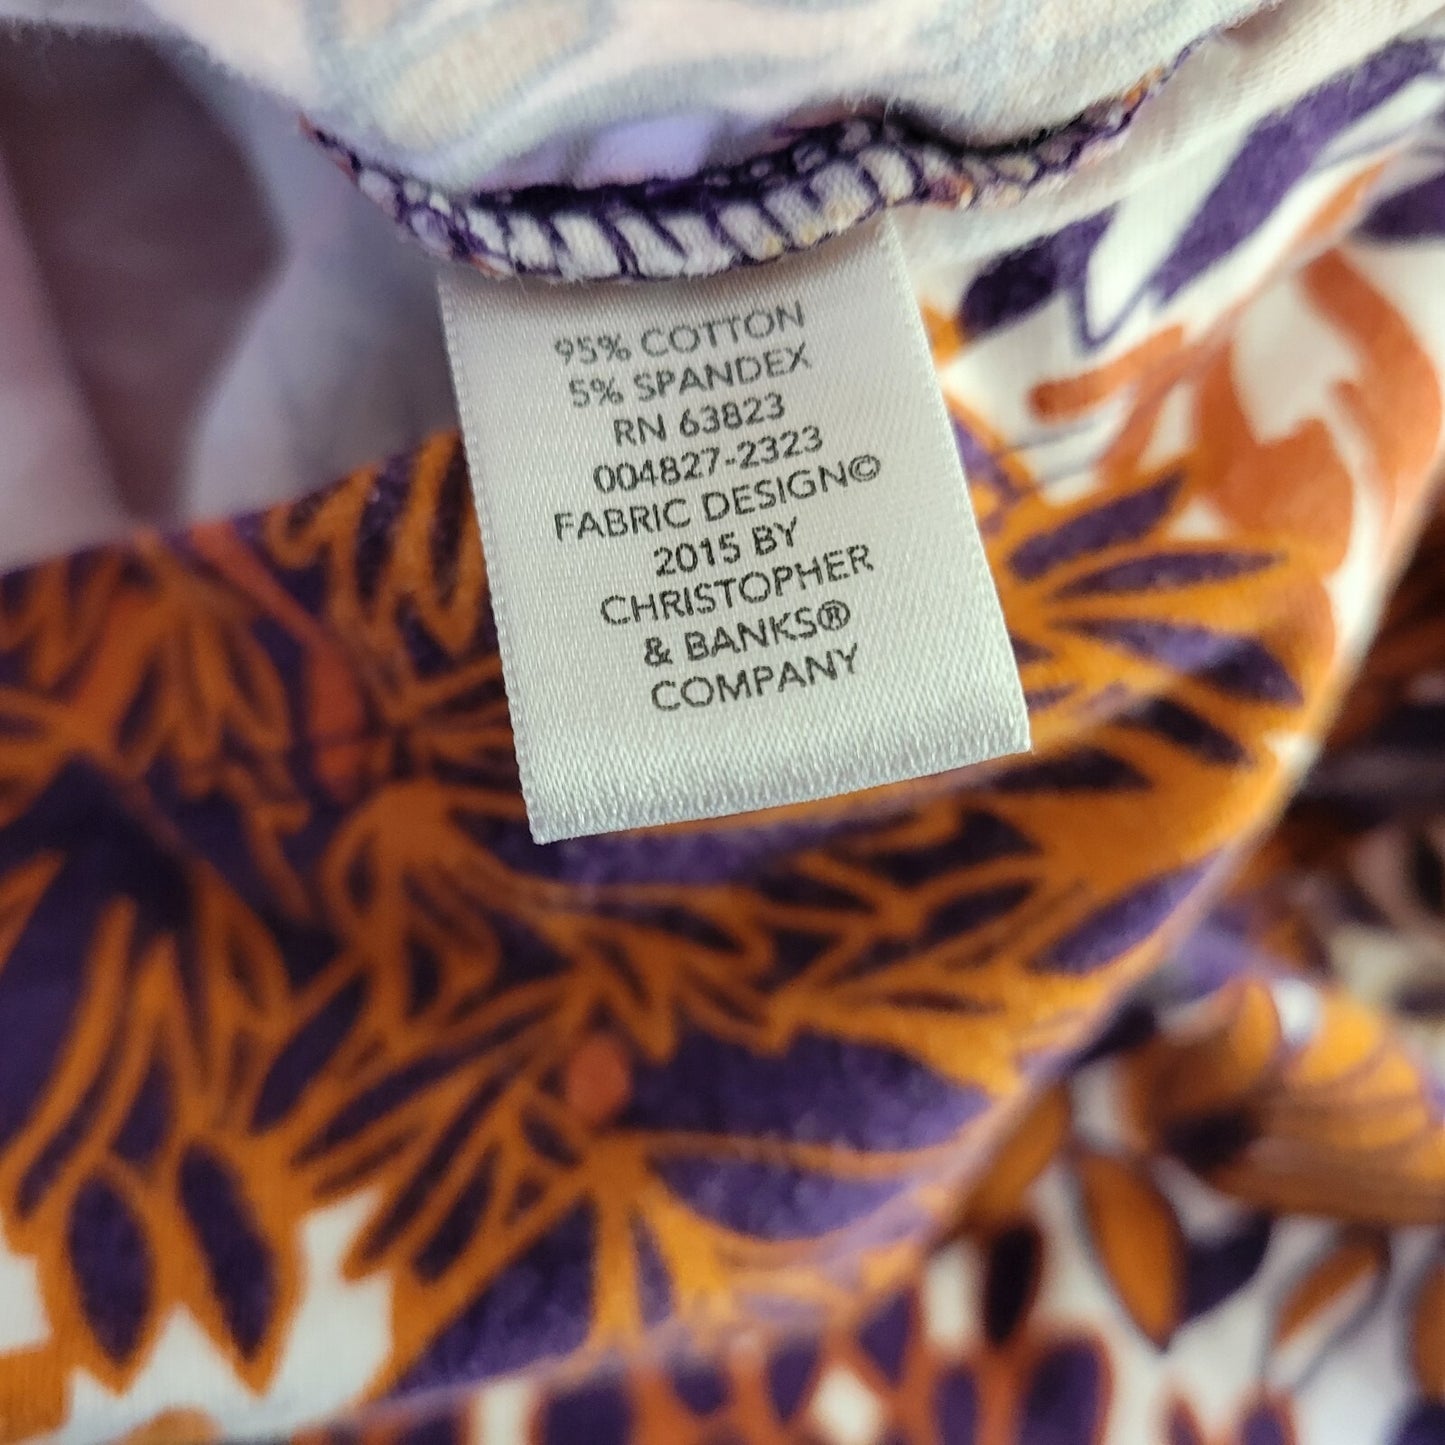 95% COTTON
5% SPANDEX
RN 63823
004827-2323
FABRIC DESIGN©
2015 BY
CHRISTOPHER
& BANKS®
COMPANY